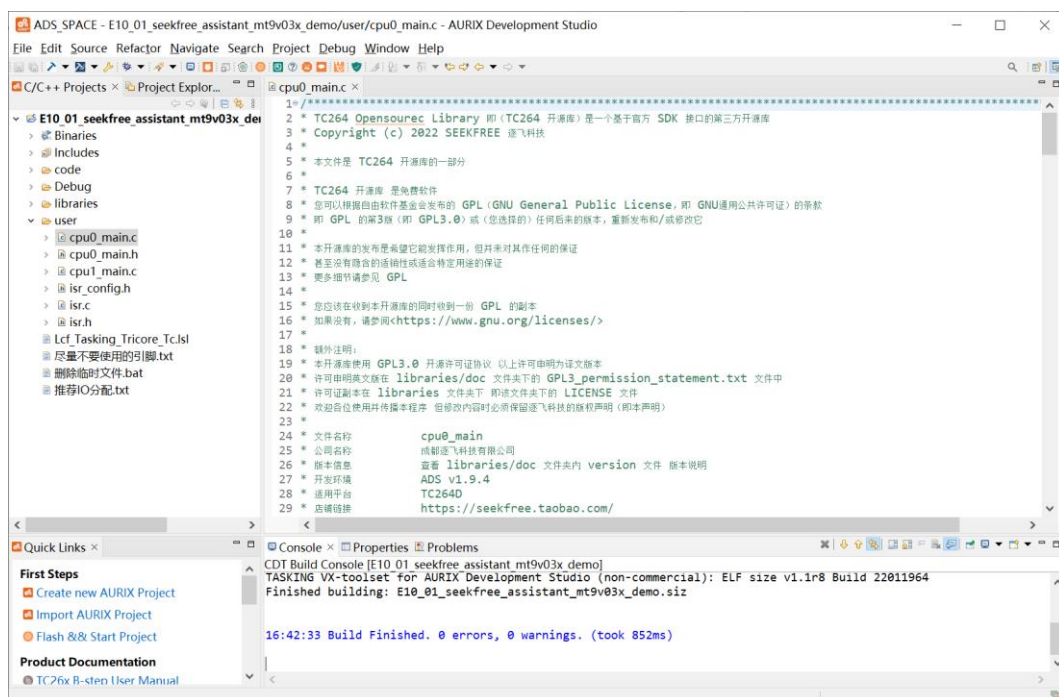 ADS_SPACE - E10_01_seekfree_assistant_mt9v03x_demo/user/cpu0_main.c - AURIX Development Studio
File Edit Source Refactor Navigate Search Project Debug Window Help
C/C++ Projects Project Explor...
E10_01_seekfree_assistant_mt9v03x_de
Binaries
Includes
code
Debug
libraries
user
cpu0_main.c
cpu0_main.h
cpu1_main.c
isr_config.h
isr.c
isr.h
Lcf_Tasking_Tricore_Tc.lsl
尽量不要使用的引脚.txt
删除临时文件.bat
推荐IO分配.txt
cpu0_main.c
1 /*********************************************************************************************************************
2 * TC264 Opensourec Library 即（TC264 开源库）是一个基于官方 SDK 接口的第三方开源库
3 * Copyright (c) 2022 SEEKFREE 逐飞科技
4 *
5 * 本文件是 TC264 开源库的一部分
6 *
7 * TC264 开源库 是免费软件
8 * 您可以根据自由软件基金会发布的 GPL（GNU General Public License，即 GNU通用公共许可证）的条款
9 * 即 GPL 的第3版（即 GPL3.0）或（您选择的）任何后来的版本，重新发布和/或修改它
10 *
11 * 本开源库的发布是希望它能发挥作用，但并未对其作任何的保证
12 * 甚至没有隐含的适销性或适合特定用途的保证
13 * 更多细节请参见 GPL
14 *
15 * 您应该在收到本开源库的同时收到一份 GPL 的副本
16 * 如果没有，请参阅<https://www.gnu.org/licenses/>
17 *
18 * 额外注明：
19 * 本开源库使用 GPL3.0 开源许可证协议 以上许可申明为译文版本
20 * 许可申明英文版在 libraries/doc 文件夹下的 GPL3_permission_statement.txt 文件中
21 * 许可证副本在 libraries 文件夹下 即该文件夹下的 LICENSE 文件
22 * 欢迎各位使用并传播本程序 但修改内容时必须保留逐飞科技的版权声明（即本声明）
23 *
24 * 文件名称 cpu0_main
25 * 公司名称 成都逐飞科技有限公司
26 * 版本信息 查看 libraries/doc 文件夹内 version 文件 版本说明
27 * 开发环境 ADS v1.9.4
28 * 适用平台 TC264D
29 * 店铺链接 https://seekfree.taobao.com/
Quick Links
First Steps
Create new AURIX Project
Import AURIX Project
Flash && Start Project
Product Documentation
TC26x B-step User Manual
Console Properties Problems
CDT Build Console [E10_01_seekfree_assistant_mt9v03x_demo]
TASKING VX-toolset for AURIX Development Studio (non-commercial): ELF size v1.1r8 Build 22011964
Finished building: E10_01_seekfree_assistant_mt9v03x_demo.siz
16:42:33 Build Finished. 0 errors, 0 warnings. (took 852ms)